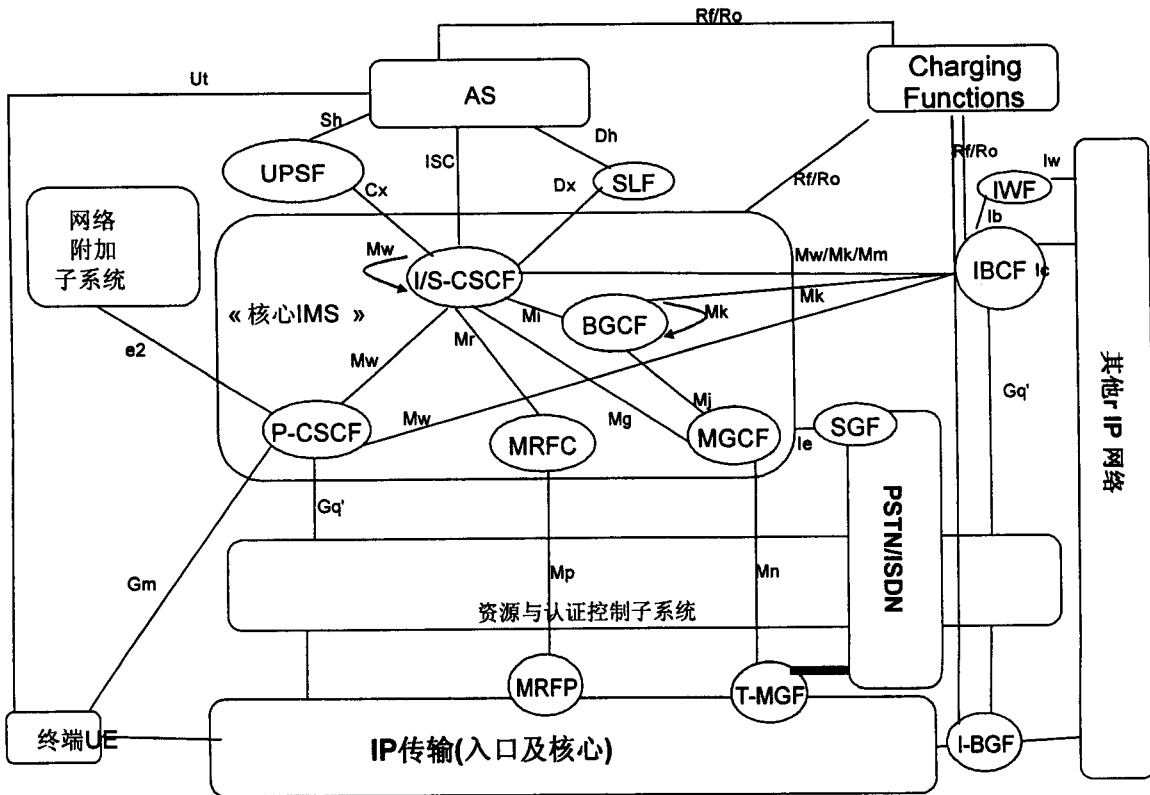 Rf/Ro
Ut
AS
Charging
Functions
Sh
Dh
ISC
UPSF
SLF
Cx
Dx
Rf/Ro
Rf/Ro
Iw
IWF
Ib
网络
附加
子系统
Mw
I/S-CSCF
Mw/Mk/Mm
IBCF
Ic
« 核心IMS »
Mi
BGCF
Mk
Mk
e2
Mw
Mr
其他r IP 网络
Mw
Mg
Mj
Gq'
P-CSCF
MRFC
MGCF
Ie
SGF
Gq'
PSTN/ISDN
Gm
Mp
Mn
资源与认证控制子系统
MRFP
T-MGF
终端UE
IP传输(入口及核心)
I-BGF